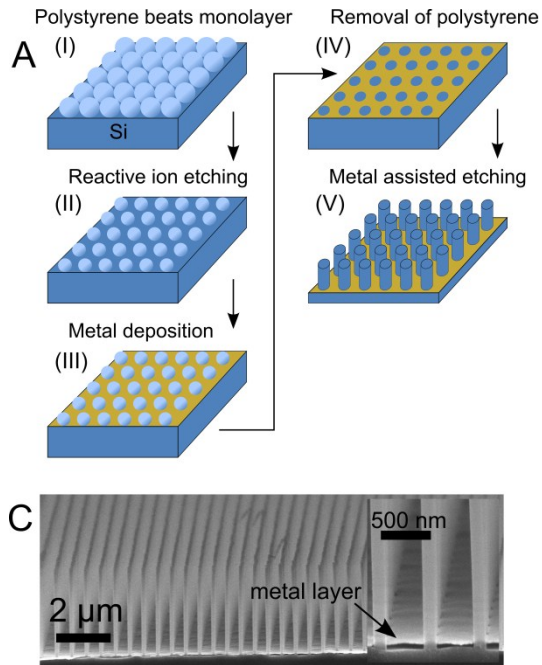 Polystyrene beats monolayer
A
(I)
Si
Reactive ion etching
(II)
Metal deposition
(III)
(IV)
Removal of polystyrene
Metal assisted etching
(V)
C
2 μm
500 nm
metal layer